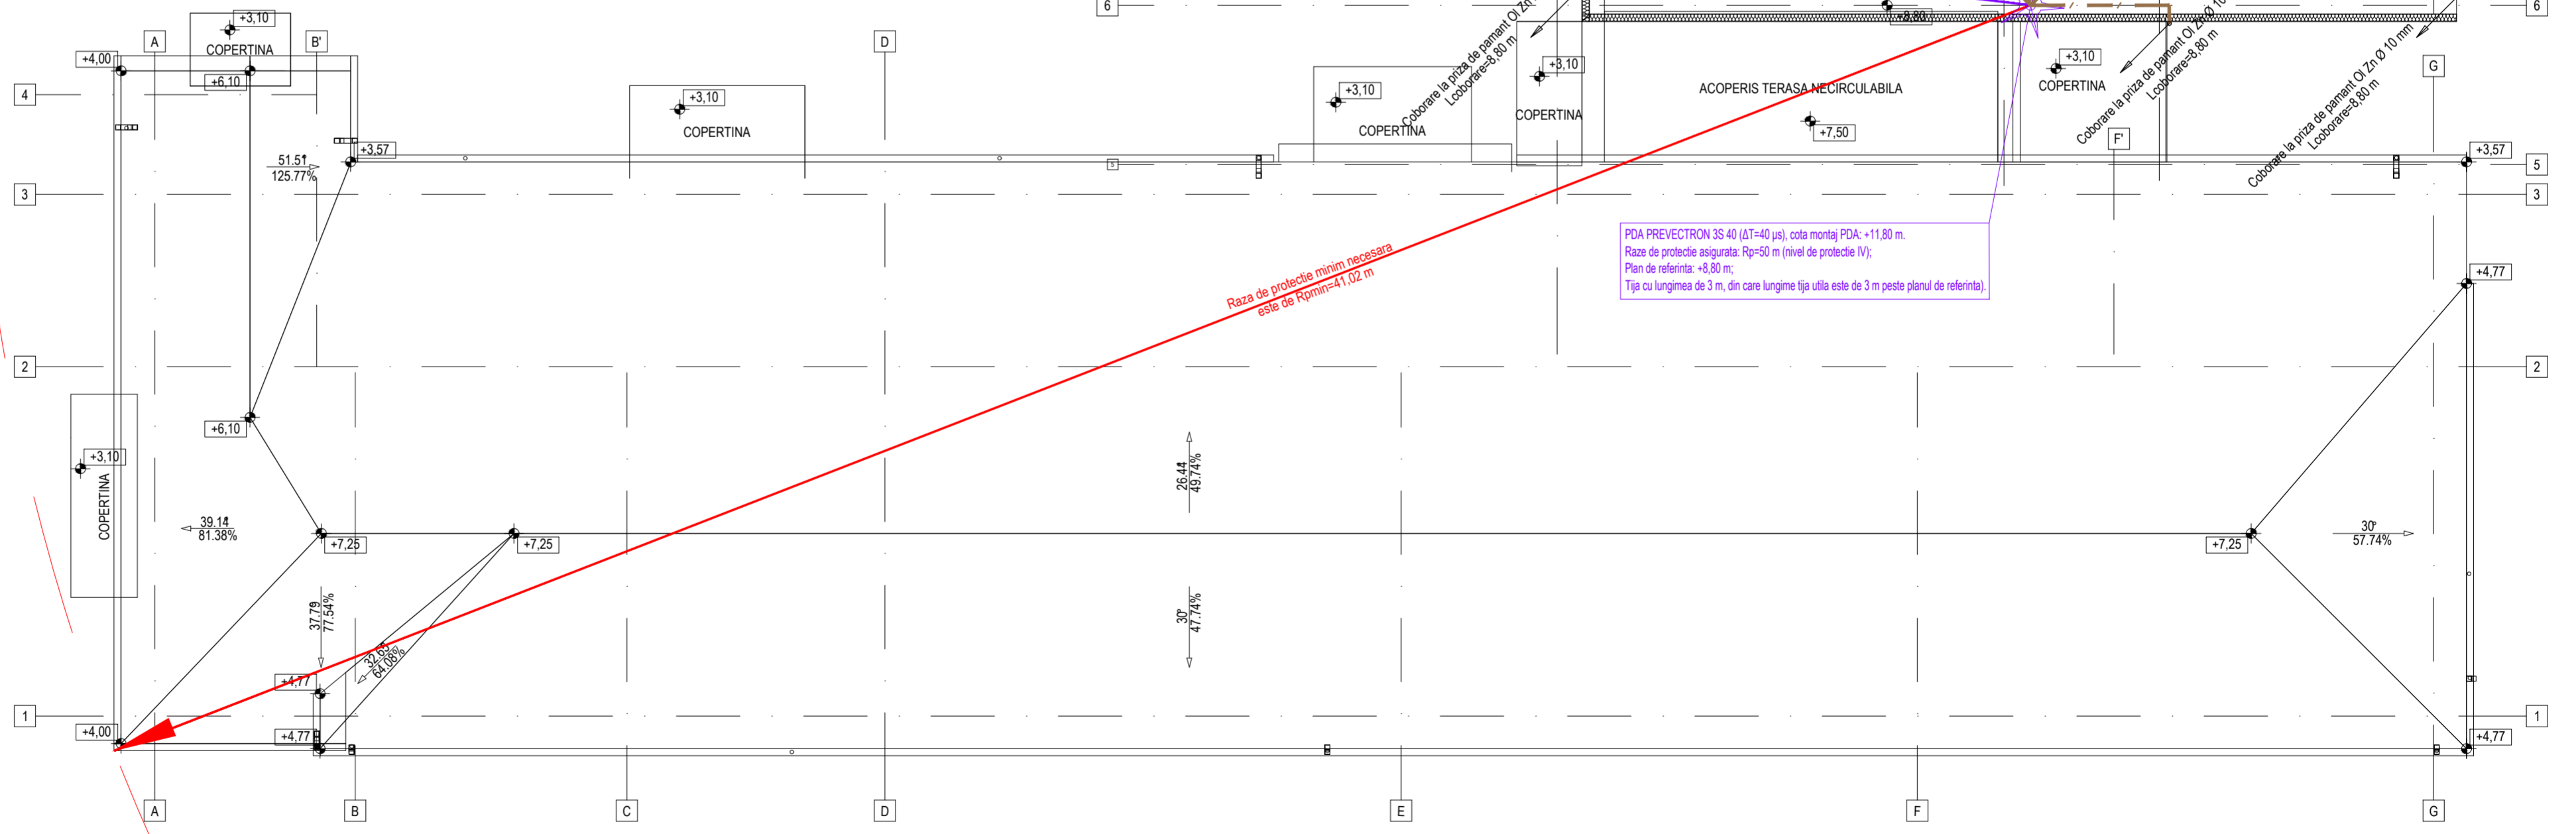 6
+8,80
6
+3,10
COPERTINA
A
B'
D
+4,00
+6,10
+3,10
COPERTINA
+3,10
COPERTINA
+3,10
COPERTINA
ACOPERIS TERASA NECIRCULABILA
+7,50
+3,10
COPERTINA
G
4
Coborare la priza de pamant Ol Zn
Lcoborare=8,80 m
Coborare la priza de pamant Ol Zn Ø 10
Lcoborare=8,80 m
Coborare la priza de pamant Ol Zn Ø 10 mm
Lcoborare=8,80 m
F'
51.51°
125.77%
+3,57
5
+3,57
5
3
3
PDA PREVECTRON 3S 40 (ΔT=40 µs), cota montaj PDA: +11,80 m.
Raze de protectie asigurata: Rp=50 m (nivel de protectie IV);
Plan de referinta: +8,80 m;
Tija cu lungimea de 3 m, din care lungime tija utila este de 3 m peste planul de referinta).
Raza de protectie minim necesara
este de Rpmin=41,02 m
+4,77
2
2
+6,10
+3,10
COPERTINA
26.44°
49.74%
39.14°
81.38%
+7,25
+7,25
+7,25
30°
57.74%
37.79°
77.54%
32.65°
64.08%
30°
47.74%
+4,77
1
+4,00
+4,77
1
+4,77
A
B
C
D
E
F
G